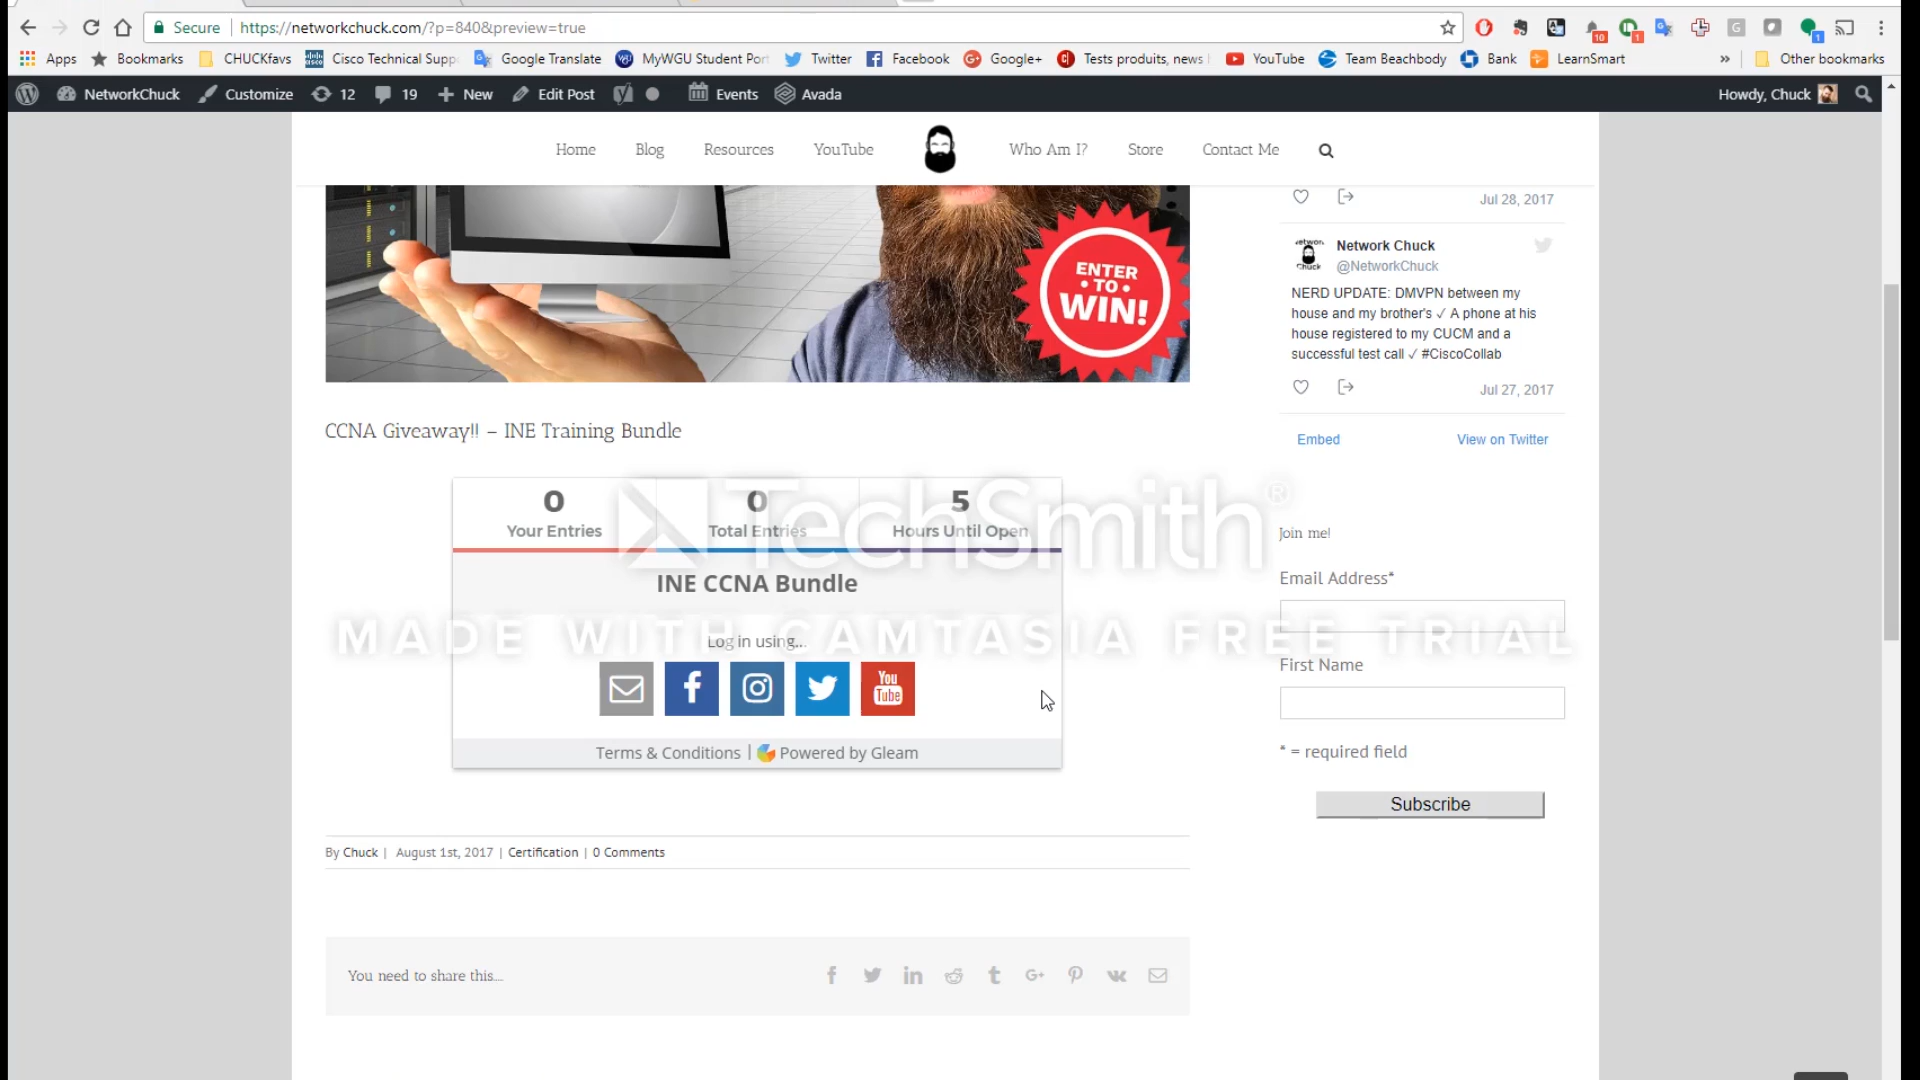 Secure https://networkchuck.com/?p=840&preview=true
10 1 1
Apps Bookmarks CHUCKfavs Cisco Technical Supp Google Translate MyWGU Student Port Twitter Facebook Google+ Tests produits, news YouTube Team Beachbody Bank LearnSmart » Other bookmarks
NetworkChuck Customize 12 19 New Edit Post Events Avada Howdy, Chuck
Home Blog Resources YouTube Who Am I? Store Contact Me
ENTER
TO
WIN!
Jul 28, 2017
Network Chuck
@NetworkChuck
NERD UPDATE: DMVPN between my
house and my brother's ✓ A phone at his
house registered to my CUCM and a
successful test call ✓ #CiscoCollab
Jul 27, 2017
Embed View on Twitter
CCNA Giveaway!! – INE Training Bundle
0 0 5
Your Entries Total Entries Hours Until Open
INE CCNA Bundle
Log in using...
You
Tube
Terms & Conditions | Powered by Gleam
TechSmith®
MADE WITH CAMTASIA FREE TRIAL
Join me!
Email Address*
First Name
* = required field
Subscribe
By Chuck | August 1st, 2017 | Certification | 0 Comments
You need to share this...